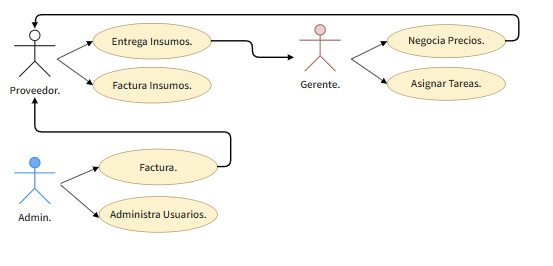 Entrega Insumos.
Negocia Precios.
Factura Insumos.
Asignar Tareas.
Proveedor.
Gerente.
Factura.
Administra Usuarios.
Admin.